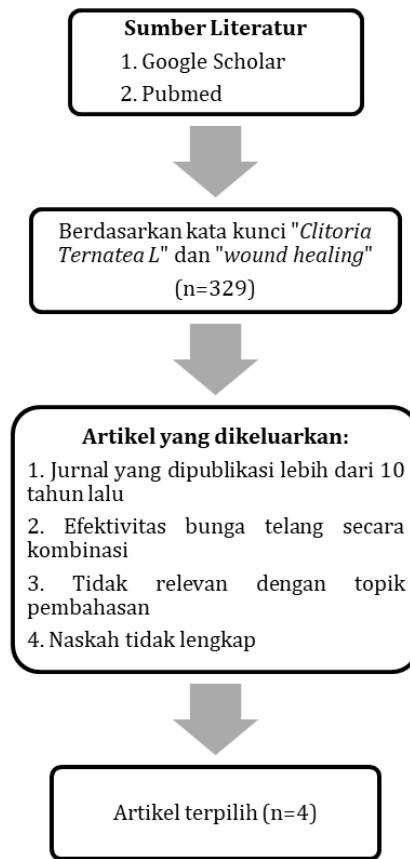 Sumber Literatur
1. Google Scholar
2. Pubmed
Berdasarkan kata kunci "Clitoria
Ternatea L" dan "wound healing"
(n=329)
Artikel yang dikeluarkan:
1. Jurnal yang dipublikasi lebih dari 10
tahun lalu
2. Efektivitas bunga telang secara
kombinasi
3. Tidak relevan dengan topik
pembahasan
4. Naskah tidak lengkap
Artikel terpilih (n=4)